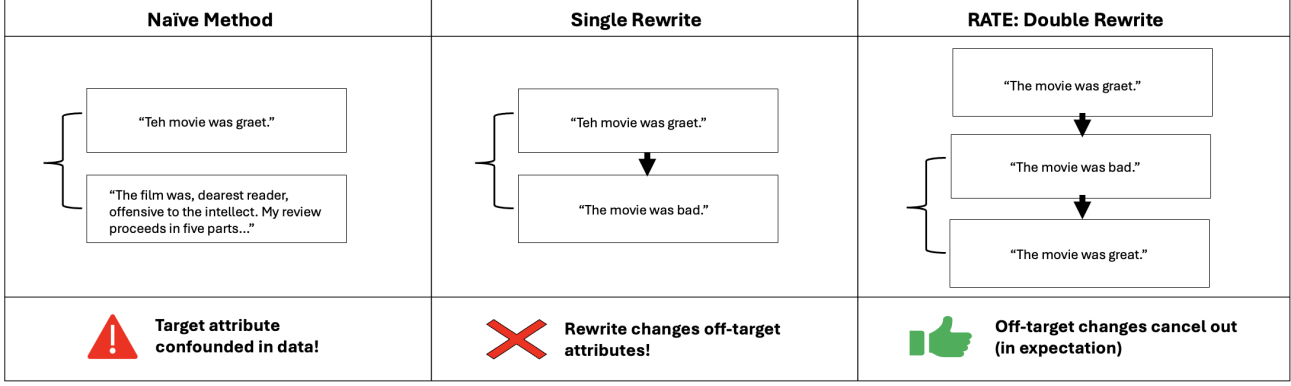 Naïve Method
Single Rewrite
RATE: Double Rewrite
“Teh movie was graet.”
“The film was, dearest reader,
offensive to the intellect. My review
proceeds in five parts...”
“Teh movie was graet.”
“The movie was bad.”
“The movie was graet.”
“The movie was bad.”
“The movie was great.”
Target attribute
confounded in data!
Rewrite changes off-target
attributes!
Off-target changes cancel out
(in expectation)